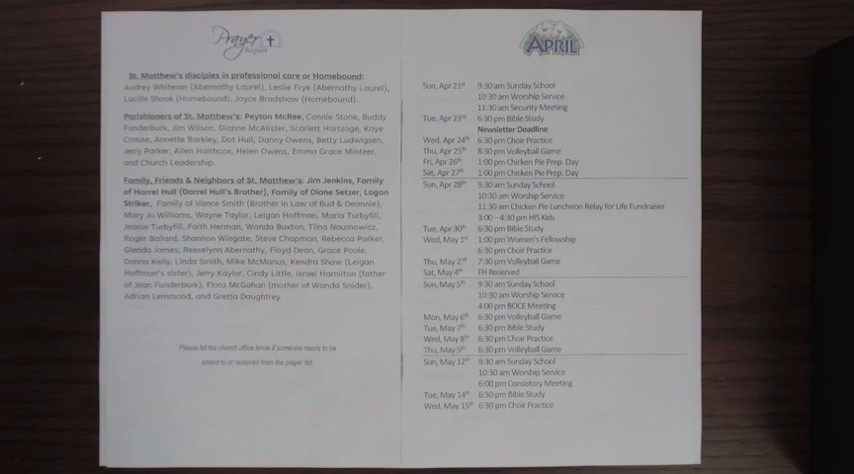 Prayer
St. Matthew's disciples in professional care or Homebound:
Audrey Whitener (Abernathy Laurel), Leslie Frye (Abernathy Laurel),
Lucille Shook (Homebound), Joyce Bradshaw (Homebound).
Parishioners of St. Matthew's: Peyton McRee, Connie Stone, Buddy
Funderburk, Jim Wilson, Dianne McAlister, Scarlett Hartzoge, Kaye
Crouse, Annette Barkley, Dot Hull, Danny Owens, Betty Ludwigsen,
Jerry Parker, Allen Haithcox, Helen Owens, Emma Grace Minteer,
and Church Leadership.
Family, Friends & Neighbors of St. Matthew's: Jim Jenkins, Family
of Harrel Hull (Darrel Hull's Brother), Family of Diane Setzer, Logan
Striker, Family of Vance Smith (Brother in Law of Bud & Deannie),
Mary Jo Williams, Wayne Taylor, Leigan Hoffman, Maria Turbyfill,
Jeanie Turbyfill, Faith Herman, Wanda Buxton, Tiina Naumowicz,
Roger Ballard, Shannon Wingate, Steve Chapman, Rebecca Parker,
Glenda James, Reeselynn Abernathy, Floyd Dean, Grace Poole,
Donna Kelly, Linda Smith, Mike McManus, Kendra Shaw (Leigan
Hoffman's sister), Jerry Kaylor, Cindy Little, Israel Hamilton (father
of Jean Funderburk), Flora McGahan (mother of Wanda Snider),
Adrian Lemmond, and Gretta Daughtrey.
Please let the church office know if someone needs to be
added to or removed from the prayer list.
APRIL
Sun, Apr 21st 9:30 am Sunday School
10:30 am Worship Service
11:30 am Security Meeting
Tue, Apr 23rd 6:30 pm Bible Study
Newsletter Deadline
Wed, Apr 24th 6:30 pm Choir Practice
Thu, Apr 25th 8:30 pm Volleyball Game
Fri, Apr 26th 1:00 pm Chicken Pie Prep. Day
Sat, Apr 27th 1:00 pm Chicken Pie Prep. Day
Sun, Apr 28th 9:30 am Sunday School
10:30 am Worship Service
11:30 am Chicken Pie Luncheon Relay for Life Fundraiser
3:00 – 4:30 pm HIS Kids
Tue, Apr 30th 6:30 pm Bible Study
Wed, May 1st 1:00 pm Women's Fellowship
6:30 pm Choir Practice
Thu, May 2nd 7:30 pm Volleyball Game
Sat, May 4th FH Reserved
Sun, May 5th 9:30 am Sunday School
10:30 am Worship Service
4:00 pm BOCE Meeting
Mon, May 6th 6:30 pm Volleyball Game
Tue, May 7th 6:30 pm Bible Study
Wed, May 8th 6:30 pm Choir Practice
Thu, May 9th 6:30 pm Volleyball Game
Sun, May 12th 9:30 am Sunday School
10:30 am Worship Service
6:00 pm Consistory Meeting
Tue, May 14th 6:30 pm Bible Study
Wed, May 15th 6:30 pm Choir Practice